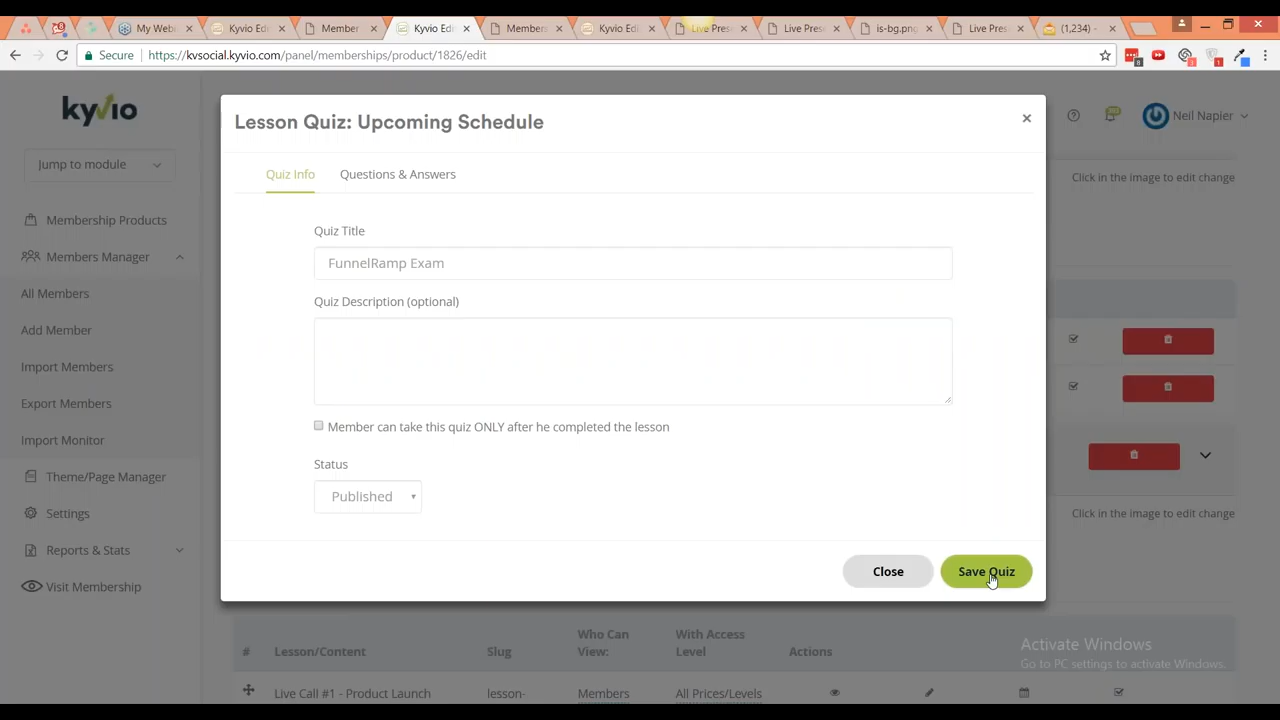 My Webs
Kyvio Edi
Member
Kyvio Edi
Members
Kyvio Edi
Live Pres
Live Pres
is-bg.png
Live Pres
(1,234) -
Secure https://kvsocial.kyvio.com/panel/memberships/product/1826/edit
kyvio
Neil Napier
Jump to module
Membership Products
Members Manager
All Members
Add Member
Import Members
Export Members
Import Monitor
Theme/Page Manager
Settings
Reports & Stats
Visit Membership
Lesson Quiz: Upcoming Schedule
×
Quiz Info Questions & Answers
Quiz Title
FunnelRamp Exam
Quiz Description (optional)
Member can take this quiz ONLY after he completed the lesson
Status
Published
Close Save Quiz
Click in the image to edit change
Click in the image to edit change
# Lesson/Content Slug Who Can View: With Access Level Actions
Live Call #1 - Product Launch lesson- Members All Prices/Levels
Activate Windows
Go to PC settings to activate Windows.